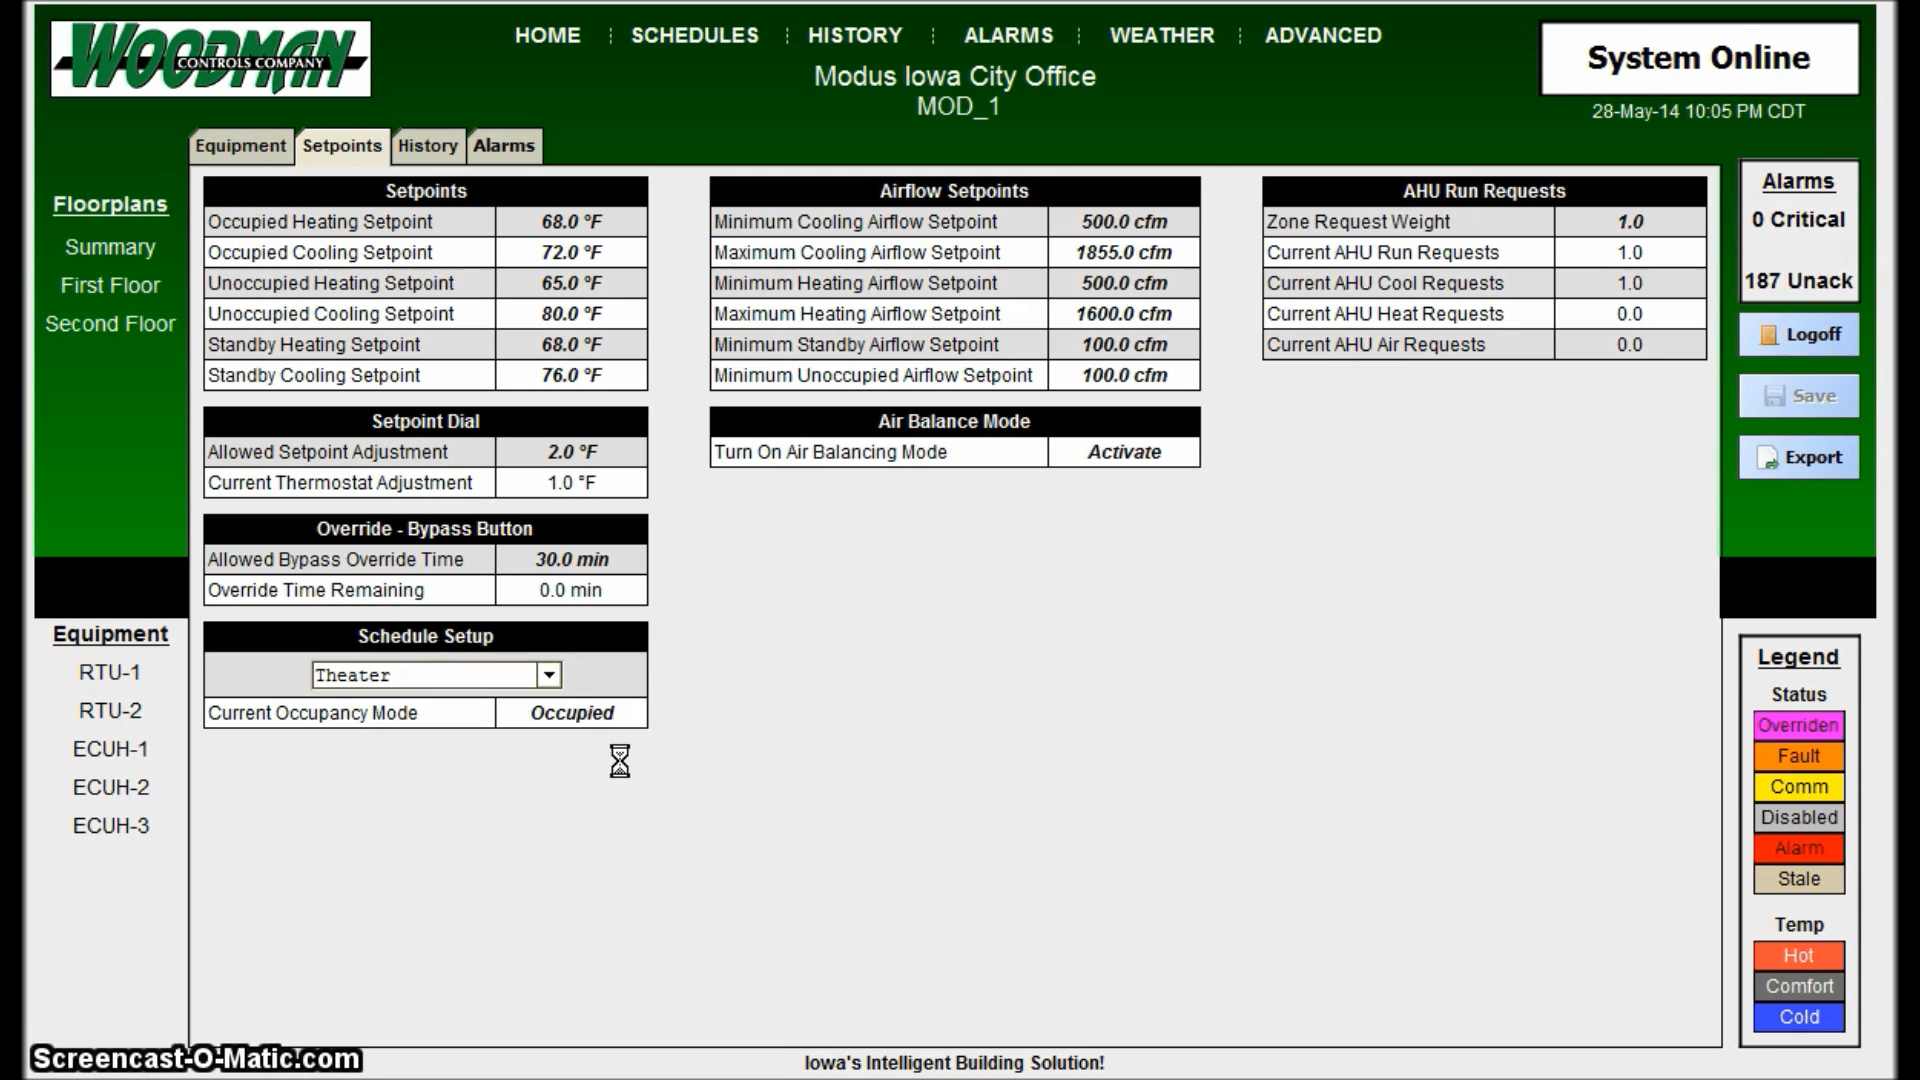 WOODMAN
CONTROLS COMPANY
HOME SCHEDULES HISTORY ALARMS WEATHER ADVANCED
Modus Iowa City Office
MOD_1
System Online
28-May-14 10:05 PM CDT
Equipment Setpoints History Alarms
Floorplans
Summary
First Floor
Second Floor
Equipment
RTU-1
RTU-2
ECUH-1
ECUH-2
ECUH-3
Setpoints
Occupied Heating Setpoint 68.0 °F
Occupied Cooling Setpoint 72.0 °F
Unoccupied Heating Setpoint 65.0 °F
Unoccupied Cooling Setpoint 80.0 °F
Standby Heating Setpoint 68.0 °F
Standby Cooling Setpoint 76.0 °F
Setpoint Dial
Allowed Setpoint Adjustment 2.0 °F
Current Thermostat Adjustment 1.0 °F
Override - Bypass Button
Allowed Bypass Override Time 30.0 min
Override Time Remaining 0.0 min
Schedule Setup
Theater
Current Occupancy Mode Occupied
Airflow Setpoints
Minimum Cooling Airflow Setpoint 500.0 cfm
Maximum Cooling Airflow Setpoint 1855.0 cfm
Minimum Heating Airflow Setpoint 500.0 cfm
Maximum Heating Airflow Setpoint 1600.0 cfm
Minimum Standby Airflow Setpoint 100.0 cfm
Minimum Unoccupied Airflow Setpoint 100.0 cfm
Air Balance Mode
Turn On Air Balancing Mode Activate
AHU Run Requests
Zone Request Weight 1.0
Current AHU Run Requests 1.0
Current AHU Cool Requests 1.0
Current AHU Heat Requests 0.0
Current AHU Air Requests 0.0
Alarms
0 Critical
187 Unack
Logoff
Save
Export
Legend
Status
Overriden
Fault
Comm
Disabled
Alarm
Stale
Temp
Hot
Comfort
Cold
Screencast-O-Matic.com
Iowa's Intelligent Building Solution!